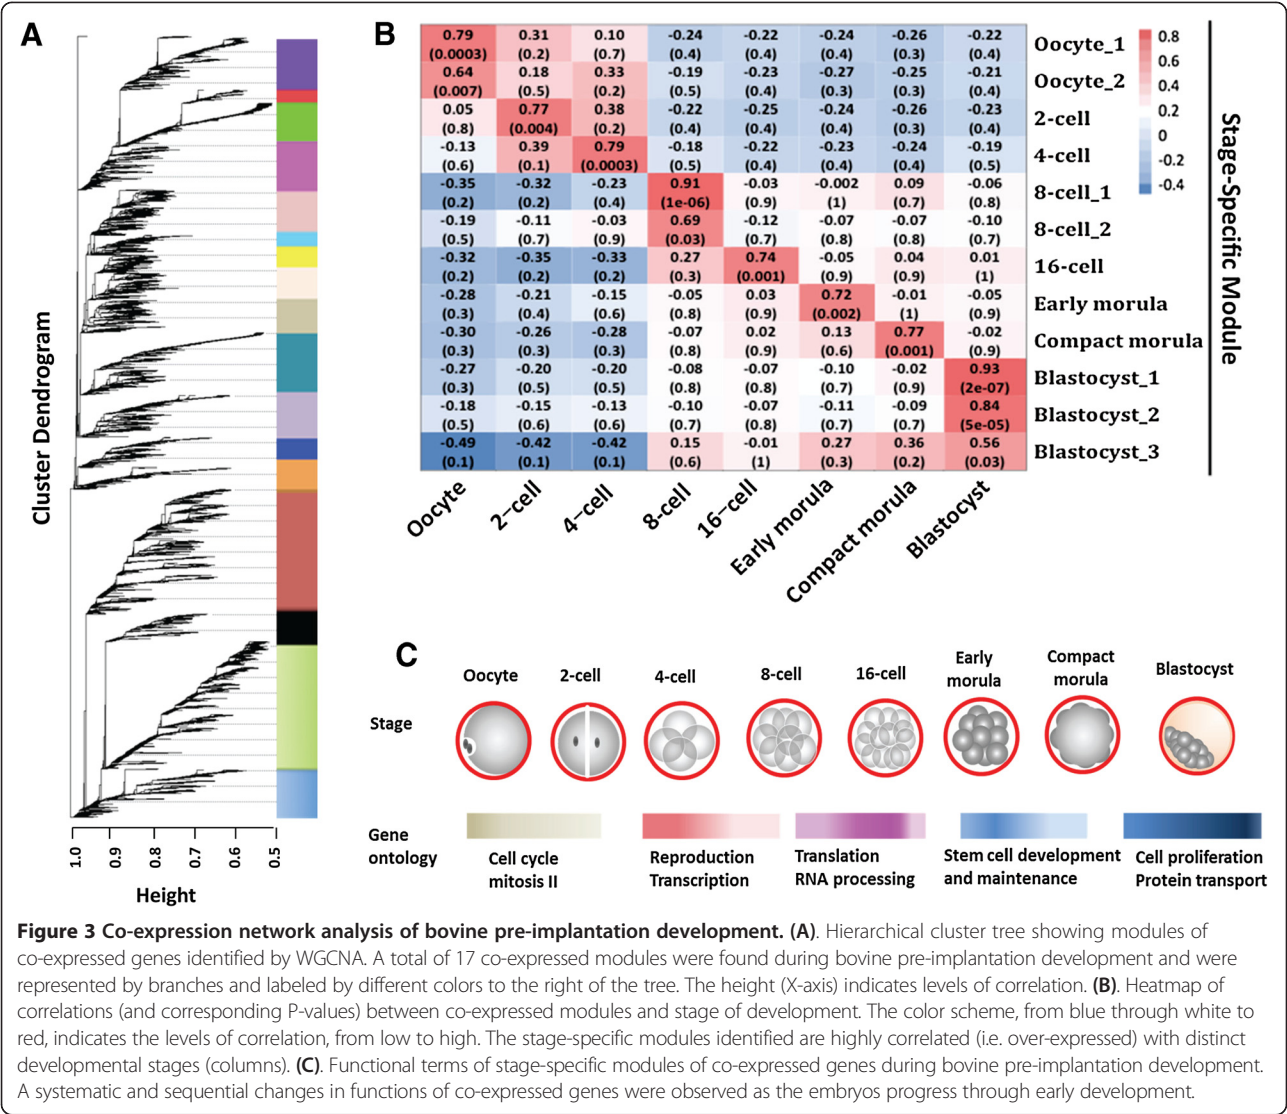 A
Cluster Dendrogram
1.0 0.9 0.8 0.7 0.6 0.5
Height
B
0.79 0.31 0.10 -0.24 -0.22 -0.24 -0.26 -0.22 Oocyte_1
(0.0003) (0.2) (0.7) (0.4) (0.4) (0.4) (0.3) (0.4)
0.64 0.18 0.33 -0.19 -0.23 -0.27 -0.25 -0.21 Oocyte_2
(0.007) (0.5) (0.2) (0.5) (0.4) (0.3) (0.3) (0.4)
0.05 0.77 0.38 -0.22 -0.25 -0.24 -0.26 -0.23 2-cell
(0.8) (0.004) (0.2) (0.4) (0.4) (0.4) (0.3) (0.4)
-0.13 0.39 0.79 -0.18 -0.22 -0.23 -0.24 -0.19 4-cell
(0.6) (0.1) (0.0003) (0.5) (0.4) (0.4) (0.4) (0.5)
-0.35 -0.32 -0.23 0.91 -0.03 -0.002 0.09 -0.06 8-cell_1
(0.2) (0.2) (0.4) (1e-06) (0.9) (1) (0.7) (0.8)
-0.19 -0.11 -0.03 0.69 -0.12 -0.07 -0.07 -0.10 8-cell_2
(0.5) (0.7) (0.9) (0.03) (0.7) (0.8) (0.8) (0.7)
-0.32 -0.35 -0.33 0.27 0.74 -0.05 0.04 0.01 16-cell
(0.2) (0.2) (0.2) (0.3) (0.001) (0.9) (0.9) (1)
-0.28 -0.21 -0.15 -0.05 0.03 0.72 -0.01 -0.05 Early morula
(0.3) (0.4) (0.6) (0.8) (0.9) (0.002) (1) (0.9)
-0.30 -0.26 -0.28 -0.07 0.02 0.13 0.77 -0.02 Compact morula
(0.3) (0.3) (0.3) (0.8) (0.9) (0.6) (0.001) (0.9)
-0.27 -0.20 -0.20 -0.08 -0.07 -0.10 -0.02 0.93 Blastocyst_1
(0.3) (0.5) (0.5) (0.8) (0.8) (0.7) (0.9) (2e-07)
-0.18 -0.15 -0.13 -0.10 -0.07 -0.11 -0.09 0.84 Blastocyst_2
(0.5) (0.6) (0.6) (0.7) (0.8) (0.7) (0.7) (5e-05)
-0.49 -0.42 -0.42 0.15 -0.01 0.27 0.36 0.56 Blastocyst_3
(0.1) (0.1) (0.1) (0.6) (1) (0.3) (0.2) (0.03)
Oocyte 2-cell 4-cell 8-cell 16-cell Early morula Compact morula Blastocyst
0.8
0.6
0.4
0.2
0
-0.2
-0.4
Stage-Specific Module
C
Oocyte 2-cell 4-cell 8-cell 16-cell Early Compact Blastocyst
morula morula
Stage
Gene
ontology
Cell cycle
mitosis II
Reproduction
Transcription
Translation
RNA processing
Stem cell development
and maintenance
Cell proliferation
Protein transport
Figure 3 Co-expression network analysis of bovine pre-implantation development. (A). Hierarchical cluster tree showing modules of
co-expressed genes identified by WGCNA. A total of 17 co-expressed modules were found during bovine pre-implantation development and were
represented by branches and labeled by different colors to the right of the tree. The height (X-axis) indicates levels of correlation. (B). Heatmap of
correlations (and corresponding P-values) between co-expressed modules and stage of development. The color scheme, from blue through white to
red, indicates the levels of correlation, from low to high. The stage-specific modules identified are highly correlated (i.e. over-expressed) with distinct
developmental stages (columns). (C). Functional terms of stage-specific modules of co-expressed genes during bovine pre-implantation development.
A systematic and sequential changes in functions of co-expressed genes were observed as the embryos progress through early development.